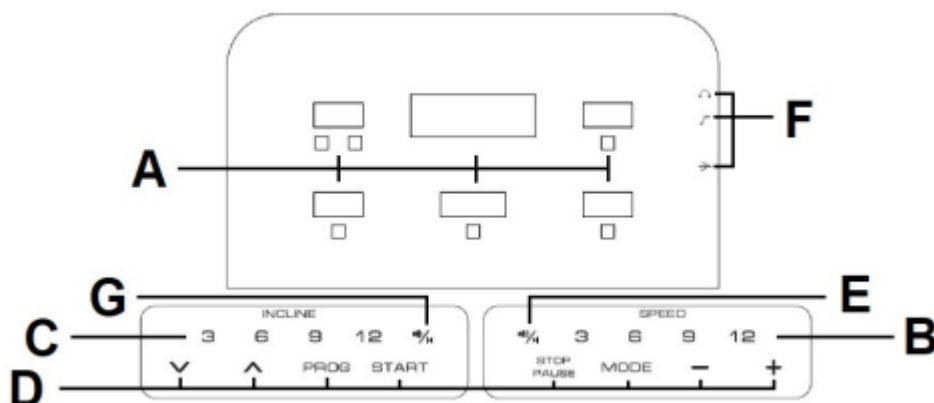 F
A
G
E
INCLINE
SPEED
C
3 6 9 12
3 6 9 12
B
D
PROG START
STOP
PAUSE
MODE − +